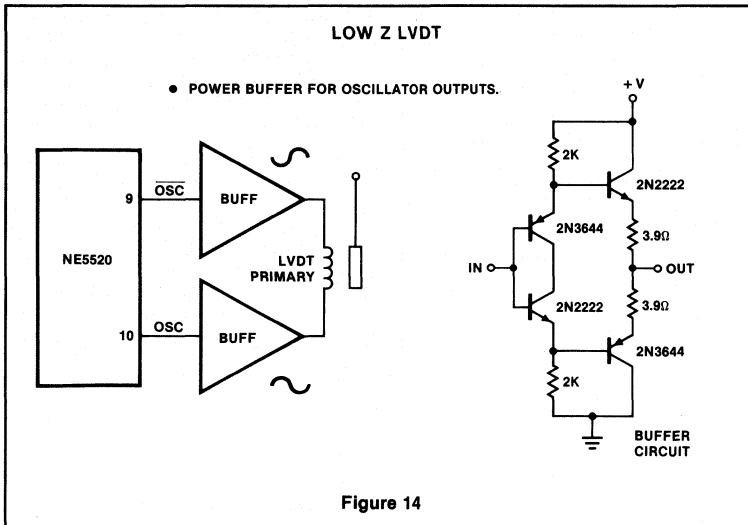 LOW Z LVDT
● POWER BUFFER FOR OSCILLATOR OUTPUTS.
NE5520
9
OSC
BUFF
LVDT
PRIMARY
10
OSC
BUFF
+ V
2K
2N2222
2N3644
3.9Ω
IN
OUT
2N2222
3.9Ω
2N3644
2K
BUFFER
CIRCUIT
Figure 14